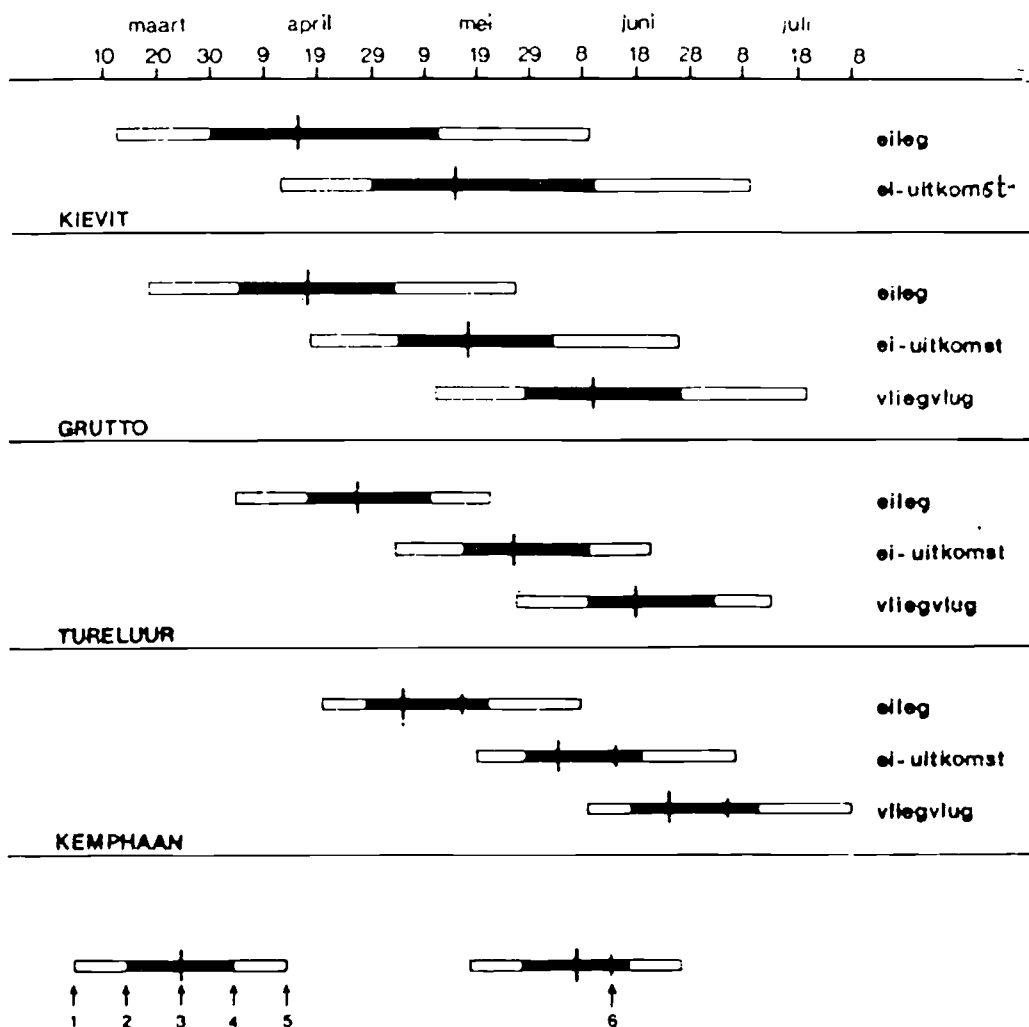 maart april mei juni juli
10 20 30 9 19 29 9 19 29 8 18 28 8 18 8
eileg
ei-uitkomst
KIEVIT
eileg
ei-uitkomst
vliegvlug
GRUTTO
eileg
ei-uitkomst
vliegvlug
TURELUUR
eileg
ei-uitkomst
vliegvlug
KEMPHAAN
1 2 3 4 5 6